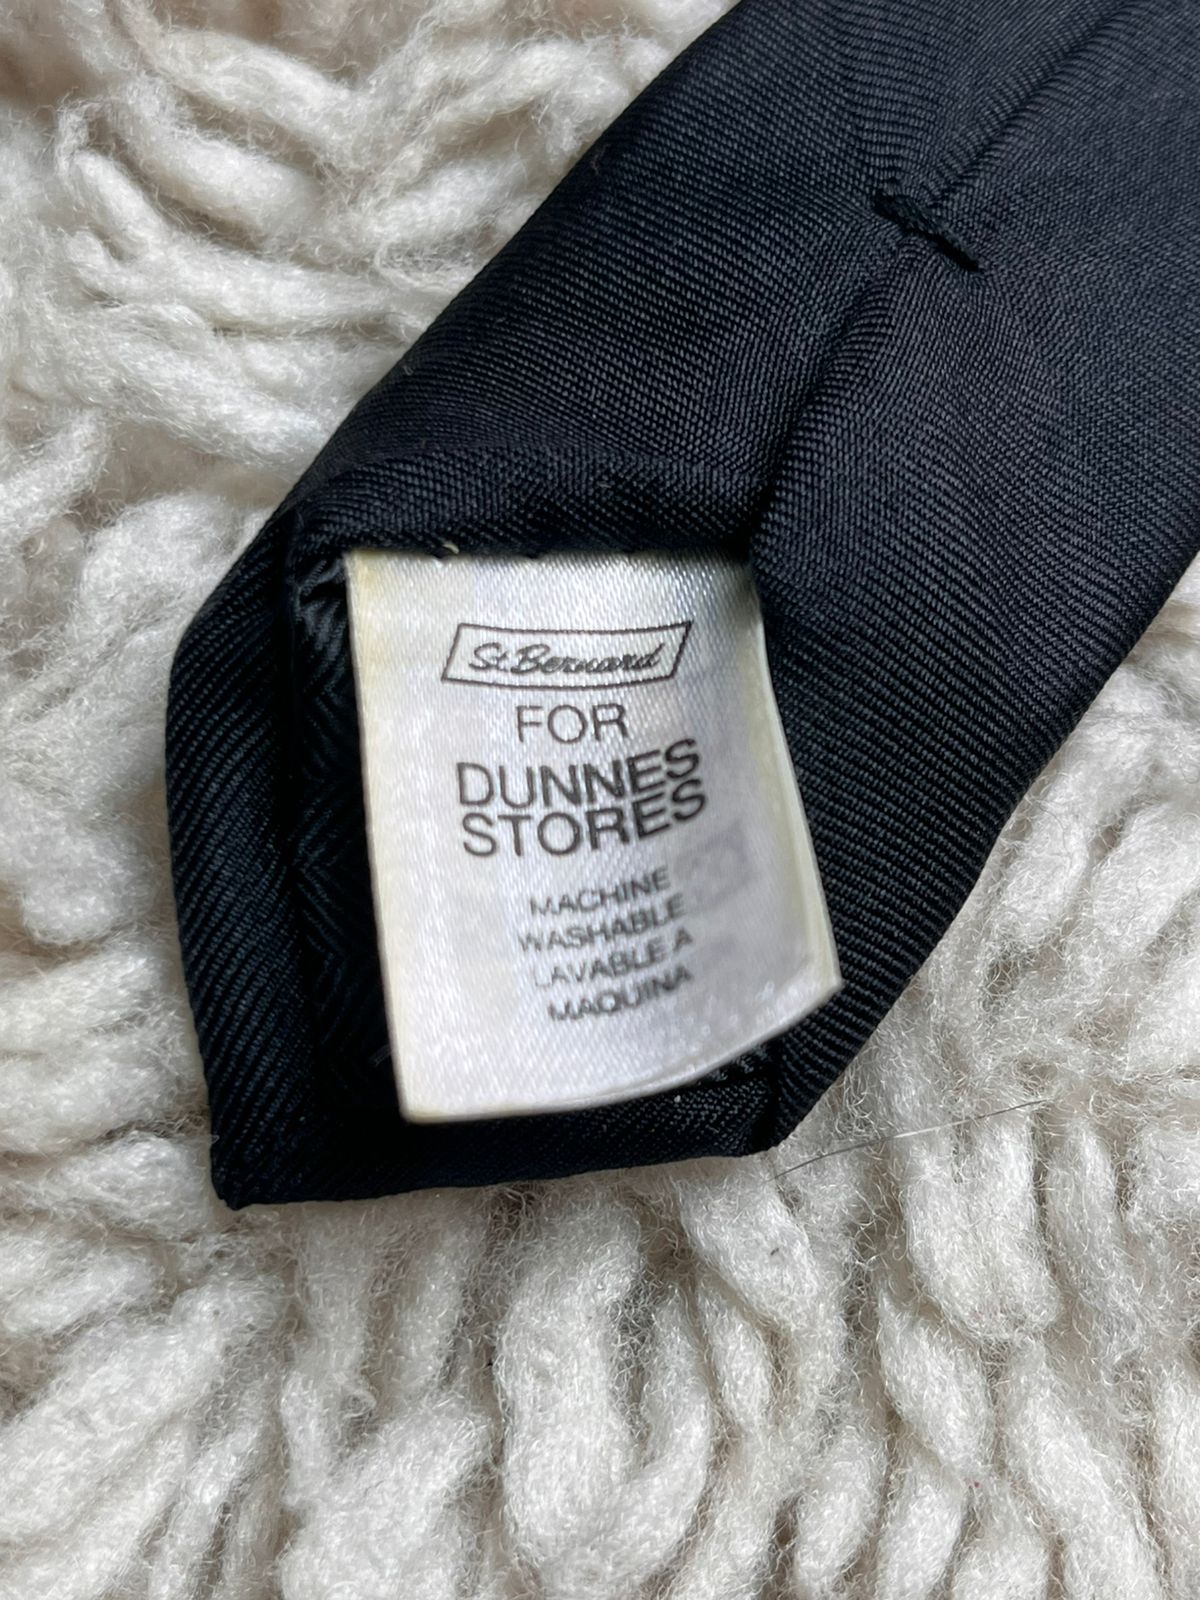 St. Bernard
FOR
DUNNES
STORES
MACHINE
WASHABLE
LAVABLE A
MAQUINA